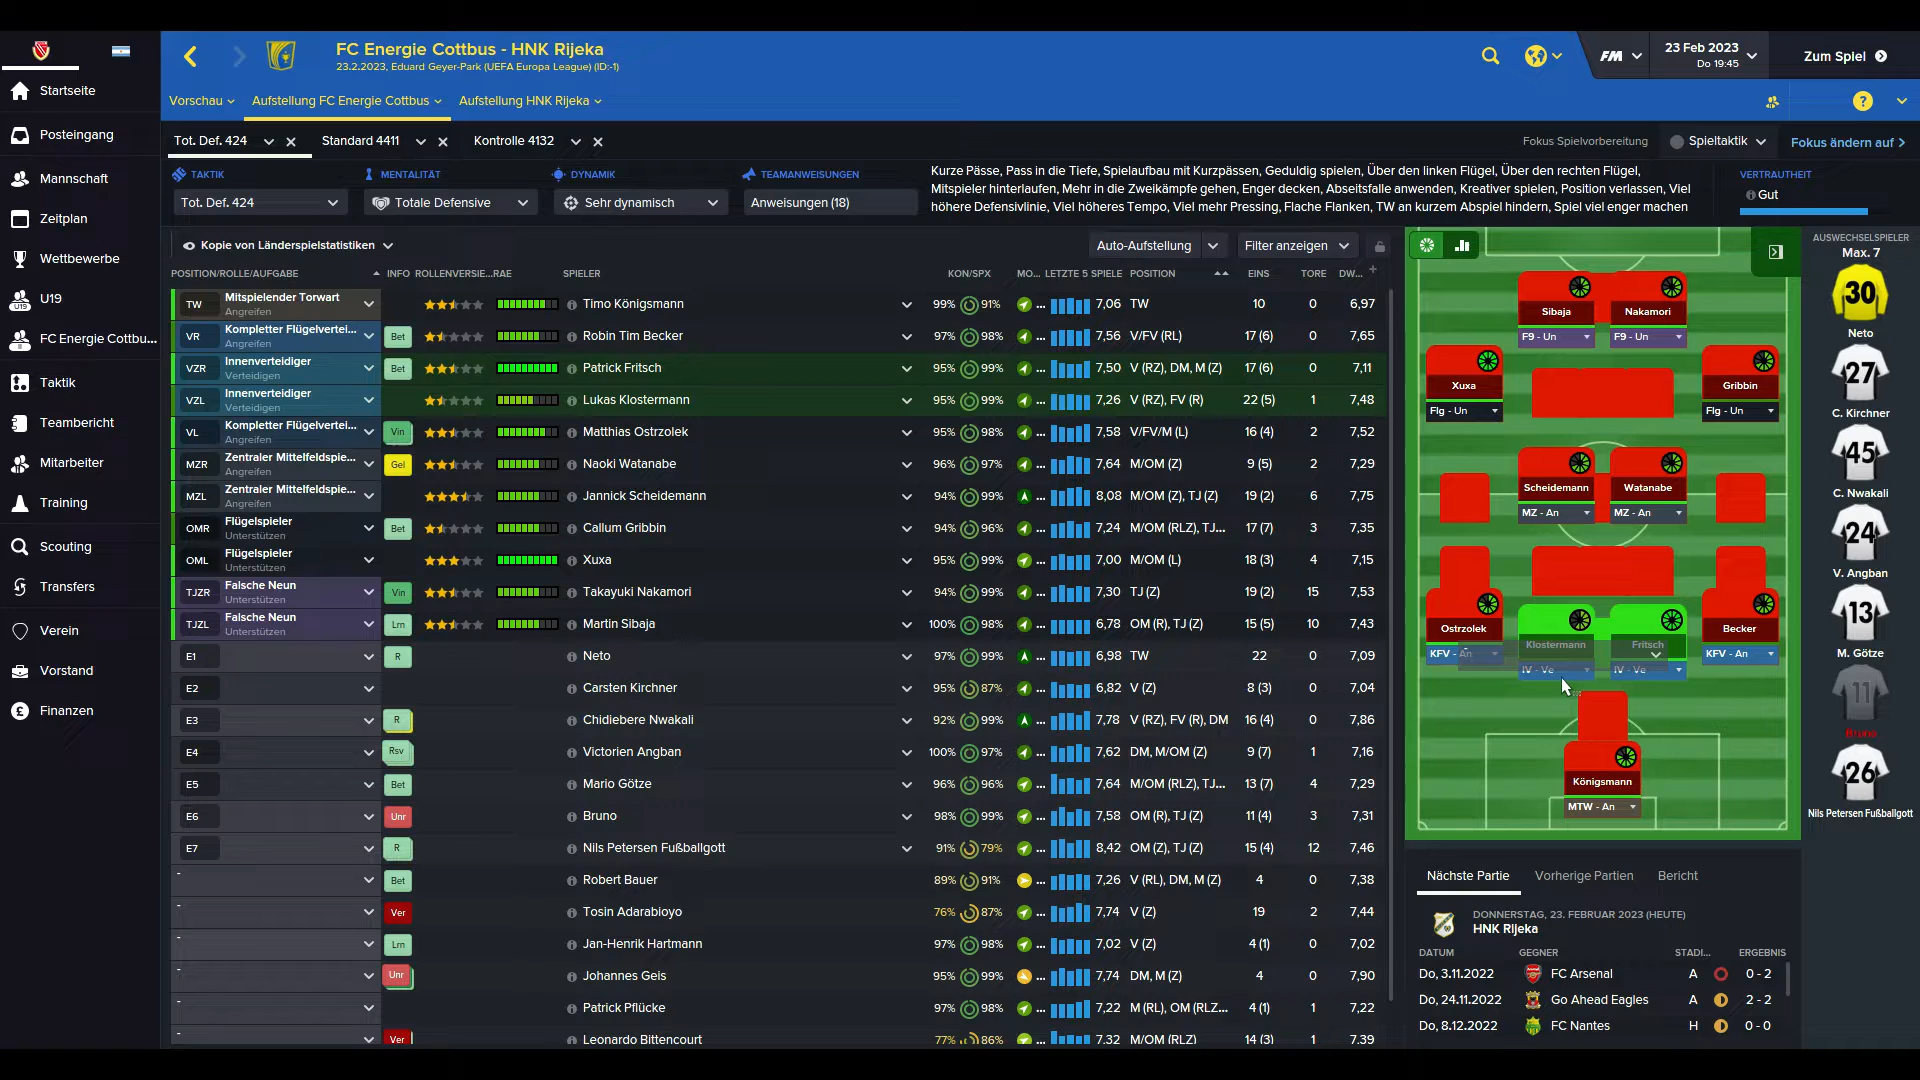 FC Energie Cottbus - HNK Rijeka
23.2.2023, Eduard Geyer-Park (UEFA Europa League) (ID:-1)
FM
23 Feb 2023
Do 19:45
Zum Spiel
Vorschau
Aufstellung FC Energie Cottbus
Aufstellung HNK Rijeka
?
Startseite
Posteingang
Mannschaft
Zeitplan
Wettbewerbe
U19
FC Energie Cottbu...
Taktik
Teambericht
Mitarbeiter
Training
Scouting
Transfers
Verein
Vorstand
Finanzen
Tot. Def. 424
Standard 4411
Kontrolle 4132
Fokus Spielvorbereitung
Spieltaktik
Fokus ändern auf >
TAKTIK
MENTALITÄT
DYNAMIK
TEAMANWEISUNGEN
Tot. Def. 424
Totale Defensive
Sehr dynamisch
Anweisungen (18)
Kurze Pässe, Pass in die Tiefe, Spielaufbau mit Kurzpässen, Geduldig spielen, Über den linken Flügel, Über den rechten Flügel,
Mitspieler hinterlaufen, Mehr in die Zweikämpfe gehen, Enger decken, Abseitsfalle anwenden, Kreativer spielen, Position verlassen, Viel
höhere Defensivlinie, Viel höheres Tempo, Viel mehr Pressing, Flache Flanken, TW an kurzem Abspiel hindern, Spiel viel enger machen
VERTRAUTHEIT
Gut
Kopie von Länderspielstatistiken
Auto-Aufstellung
Filter anzeigen
POSITION/ROLLE/AUFGABE INFO ROLLENVERSIE...RAE SPIELER KON/SPX MO... LETZTE 5 SPIELE POSITION EINS TORE DW...
TW Mitspielender Torwart Angreifen Timo Königsmann 99% 91% ... 7,06 TW 10 0 6,97
VR Kompletter Flügelvertei... Angreifen Bet Robin Tim Becker 97% 98% ... 7,56 V/FV (RL) 17 (6) 0 7,65
VZR Innenverteidiger Verteidigen Bet Patrick Fritsch 95% 99% ... 7,50 V (RZ), DM, M (Z) 17 (6) 0 7,11
VZL Innenverteidiger Verteidigen Lukas Klostermann 95% 99% ... 7,26 V (RZ), FV (R) 22 (5) 1 7,48
VL Kompletter Flügelvertei... Angreifen Vin Matthias Ostrzolek 95% 98% ... 7,58 V/FV/M (L) 16 (4) 2 7,52
MZR Zentraler Mittelfeldspie... Angreifen Gel Naoki Watanabe 96% 97% ... 7,64 M/OM (Z) 9 (5) 2 7,29
MZL Zentraler Mittelfeldspie... Angreifen Jannick Scheidemann 94% 99% ... 8,08 M/OM (Z), TJ (Z) 19 (2) 6 7,75
OMR Flügelspieler Unterstützen Bet Callum Gribbin 94% 96% ... 7,24 M/OM (RLZ), TJ... 17 (7) 3 7,35
OML Flügelspieler Unterstützen Xuxa 95% 99% ... 7,00 M/OM (L) 18 (3) 4 7,15
TJZR Falsche Neun Unterstützen Vin Takayuki Nakamori 94% 99% ... 7,30 TJ (Z) 19 (2) 15 7,53
TJZL Falsche Neun Unterstützen Lrn Martin Sibaja 100% 98% ... 6,78 OM (R), TJ (Z) 15 (5) 10 7,43
E1 R Neto 97% 99% ... 6,98 TW 22 0 7,09
E2 Carsten Kirchner 95% 87% ... 6,82 V (Z) 8 (3) 0 7,04
E3 R Chidiebere Nwakali 92% 99% ... 7,78 V (RZ), FV (R), DM 16 (4) 0 7,86
E4 Rsv Victorien Angban 100% 97% ... 7,62 DM, M/OM (Z) 9 (7) 1 7,16
E5 Bet Mario Götze 96% 96% ... 7,64 M/OM (RLZ), TJ... 13 (7) 4 7,29
E6 Unr Bruno 98% 99% ... 7,58 OM (R), TJ (Z) 11 (4) 3 7,31
E7 R Nils Petersen Fußballgott 91% 79% ... 8,42 OM (Z), TJ (Z) 15 (4) 12 7,46
- Bet Robert Bauer 89% 91% ... 7,26 V (RL), DM, M (Z) 4 0 7,38
- Ver Tosin Adarabioyo 76% 87% ... 7,74 V (Z) 19 2 7,44
- Lrn Jan-Henrik Hartmann 97% 98% ... 7,02 V (Z) 4 (1) 0 7,02
- Unr Johannes Geis 95% 99% ... 7,74 DM, M (Z) 4 0 7,90
- Patrick Pflücke 97% 98% ... 7,22 M (RL), OM (RLZ... 4 (1) 1 7,22
- Ver Leonardo Bittencourt 77% 86% ... 7,32 M/OM (RLZ) 14 (3) 1 7,39
Sibaja Nakamori
F9 - Un F9 - Un
Xuxa Gribbin
Flg - Un Flg - Un
Scheidemann Watanabe
MZ - An MZ - An
Ostrzolek Klostermann Fritsch Becker
KFV - An IV - Ve IV - Ve KFV - An
Königsmann
MTW - An
AUSWECHSELSPIELER
Max. 7
30
Neto
27
C. Kirchner
45
C. Nwakali
24
V. Angban
13
M. Götze
11
Bruno
26
Nils Petersen Fußballgott
Nächste Partie
Vorherige Partien
Bericht
DONNERSTAG, 23. FEBRUAR 2023 (HEUTE)
HNK Rijeka
DATUM GEGNER STADI... ERGEBNIS
Do, 3.11.2022 FC Arsenal A 0 - 2
Do, 24.11.2022 Go Ahead Eagles A 2 - 2
Do, 8.12.2022 FC Nantes H 0 - 0